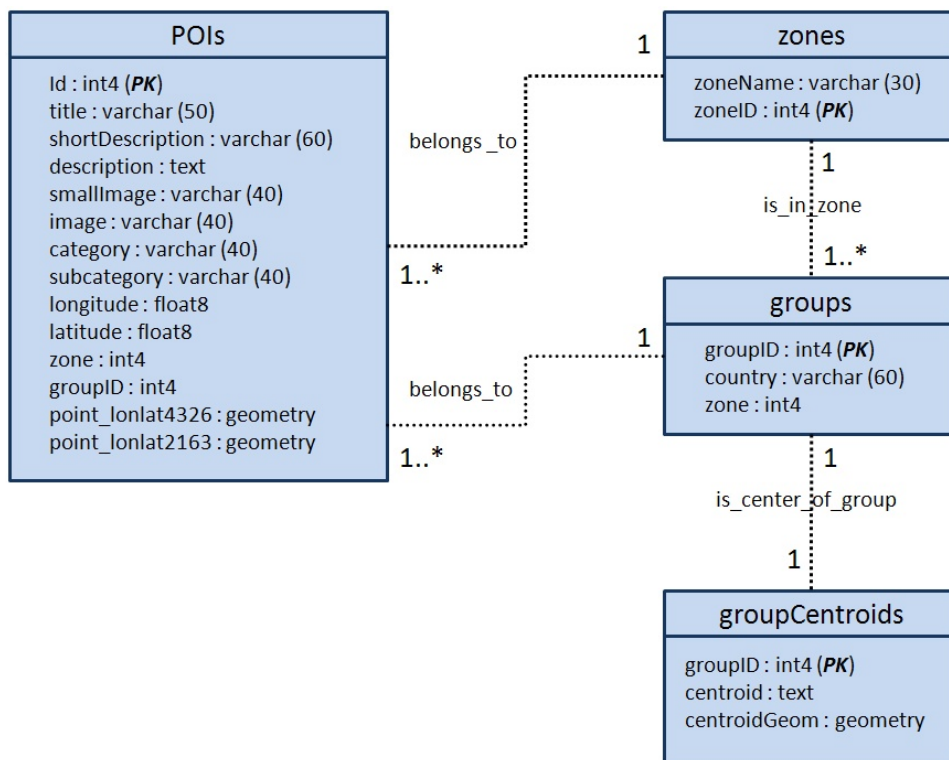 POIs
Id : int4 (PK)
title : varchar (50)
shortDescription : varchar (60)
description : text
smallImage : varchar (40)
image : varchar (40)
category : varchar (40)
subcategory : varchar (40)
longitude : float8
latitude : float8
zone : int4
groupID : int4
point_lonlat4326 : geometry
point_lonlat2163 : geometry
1
belongs _to
1..*
zones
zoneName : varchar (30)
zoneID : int4 (PK)
1
is_in_zone
1..*
1
belongs_to
1..*
groups
groupID : int4 (PK)
country : varchar (60)
zone : int4
1
is_center_of_group
1
groupCentroids
groupID : int4 (PK)
centroid : text
centroidGeom : geometry